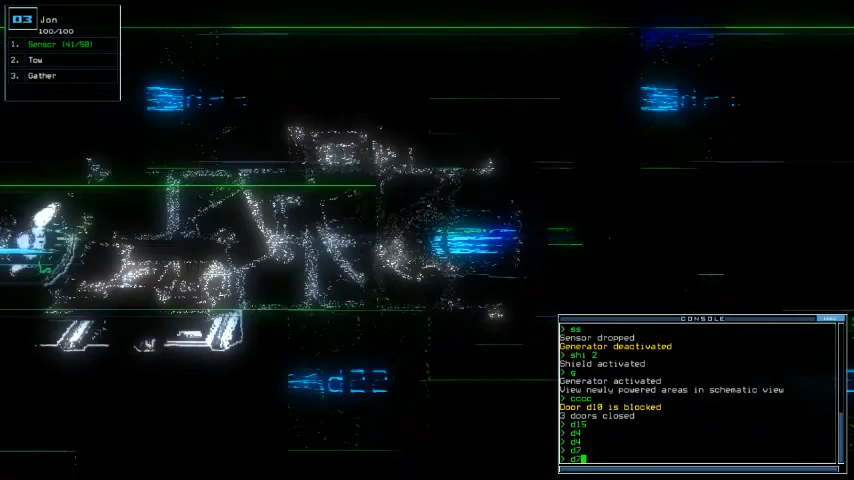 03 Jon
100/100
1. Sensor (41/50)
2. Tow
3. Gather
d22
CONSOLE
> ss
Sensor dropped
Generator deactivated
> shi 2
Shield activated
> g
Generator activated
View newly powered areas in schematic view
> cccc
Door d10 is blocked
3 doors closed
> d15
> d4
> d4
> d7
> d7